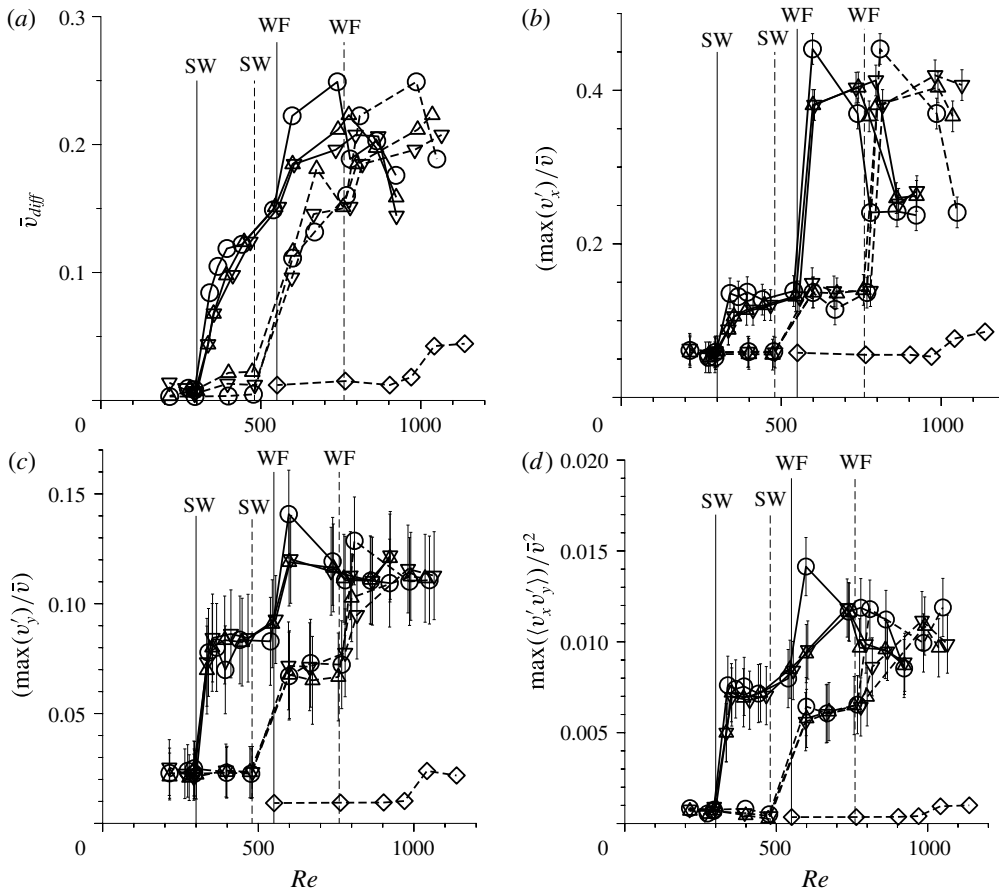 (a)
0.3
0.2
0.1
0
500
1000
v̄diff
SW
SW
WF
WF
Re
(b)
0.4
0.2
0
500
1000
(max(v′x)/v̄
SW
SW
WF
WF
Re
(c)
0.15
0.10
0.05
0
500
1000
(max(v′y)/v̄
SW
SW
WF
WF
Re
(d)
0.020
0.015
0.010
0.005
0
500
1000
max(⟨v′x v′y⟩)/v̄²
SW
SW
WF
WF
Re